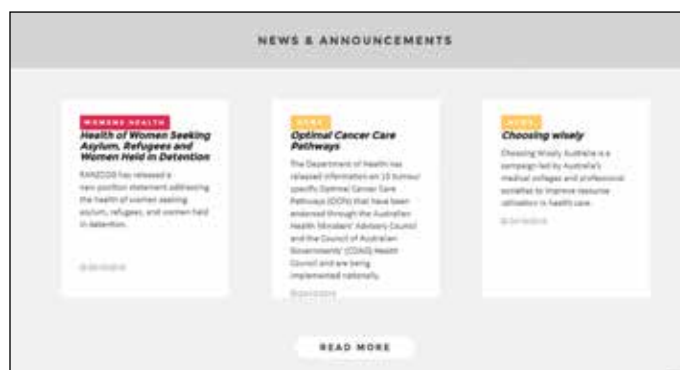 NEWS & ANNOUNCEMENTS
WOMENS HEALTH
Health of Women Seeking
Asylum, Refugees and
Women Held in Detention
RANZCOG has released a
new position statement addressing
the health of women seeking
asylum, refugees, and women held
in detention.
NEWS
Optimal Cancer Care
Pathways
The Department of Health has
released information on 15 tumour
specific Optimal Cancer Care
Pathways (OCPs) that have been
endorsed through the Australian
Health Ministers' Advisory Council
and the Council of Australian
Governments' (COAG) Health
Council and are being
implemented nationally.
NEWS
Choosing wisely
Choosing Wisely Australia is a
campaign led by Australia's
medical colleges and professional
societies to improve resource
utilisation in health care.
READ MORE